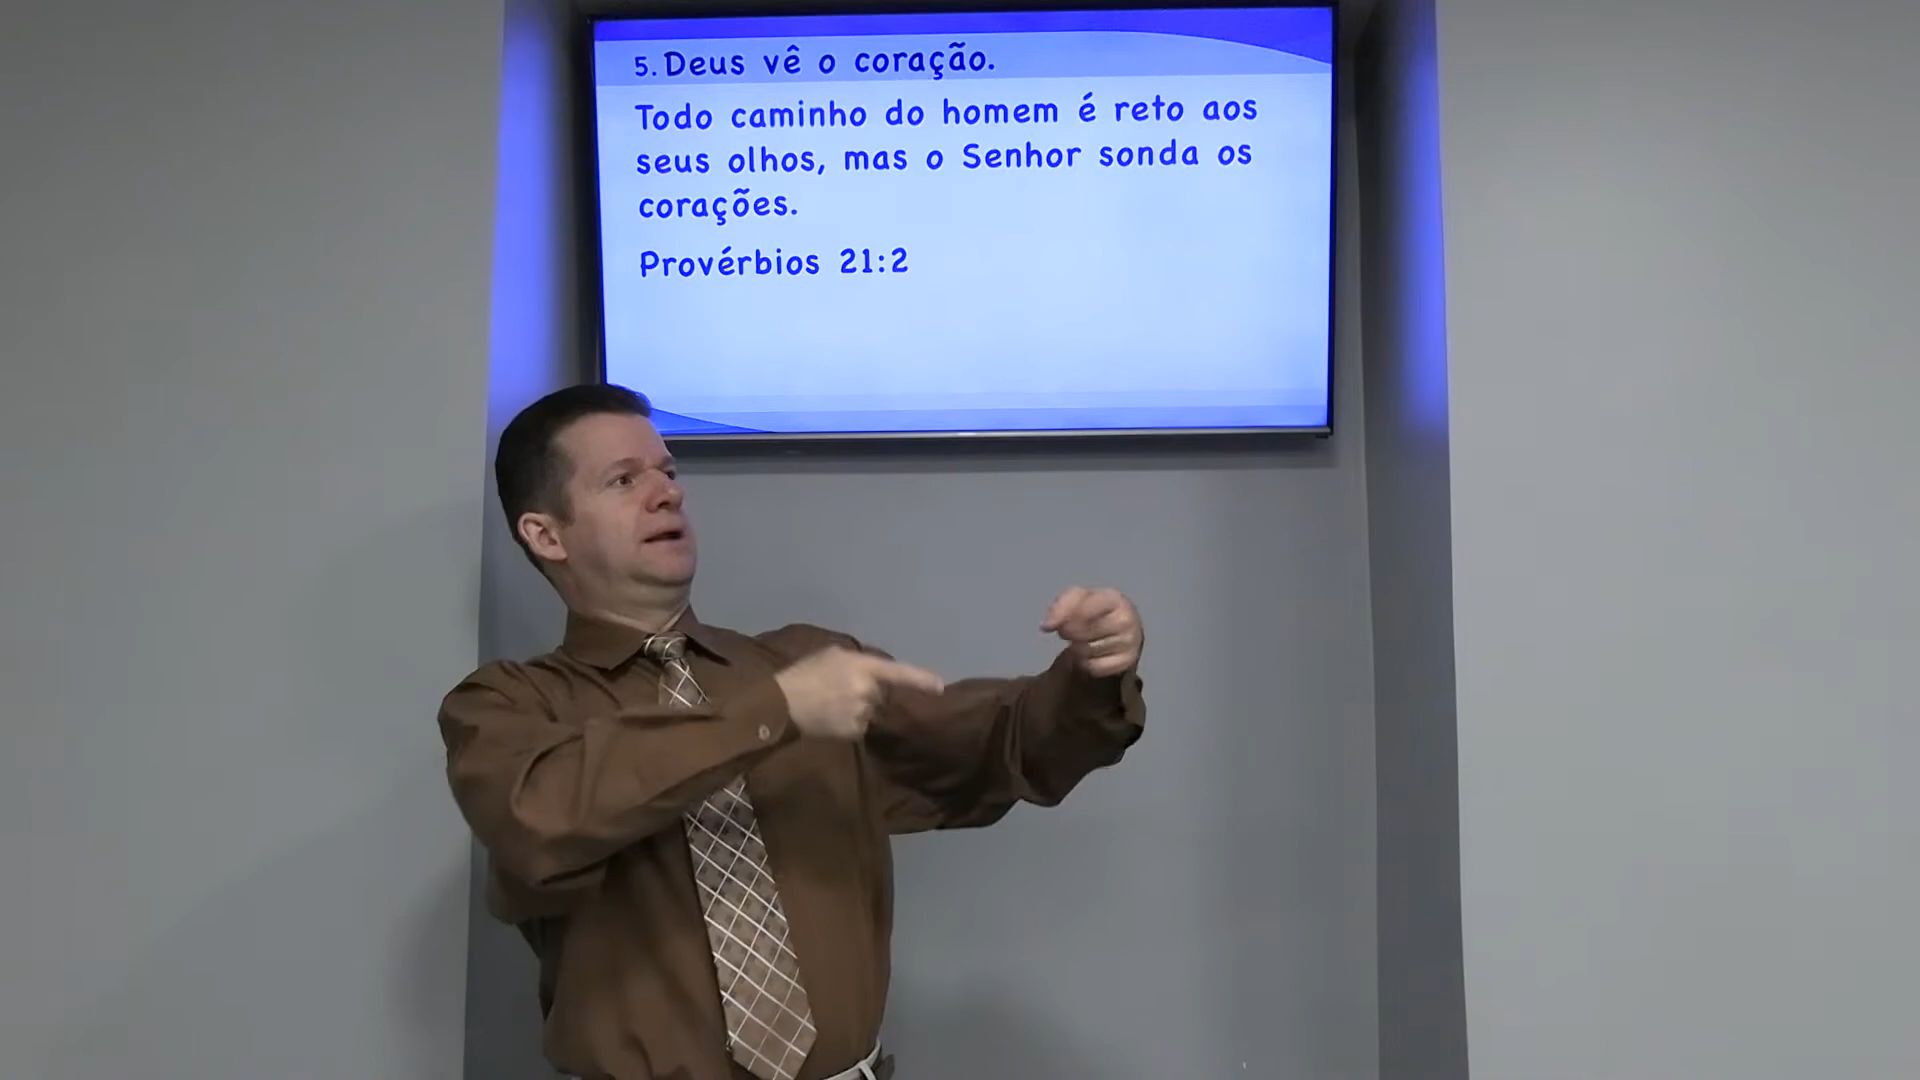 5. Deus vê o coração.
Todo caminho do homem é reto aos
seus olhos, mas o Senhor sonda os
corações.
Provérbios 21:2